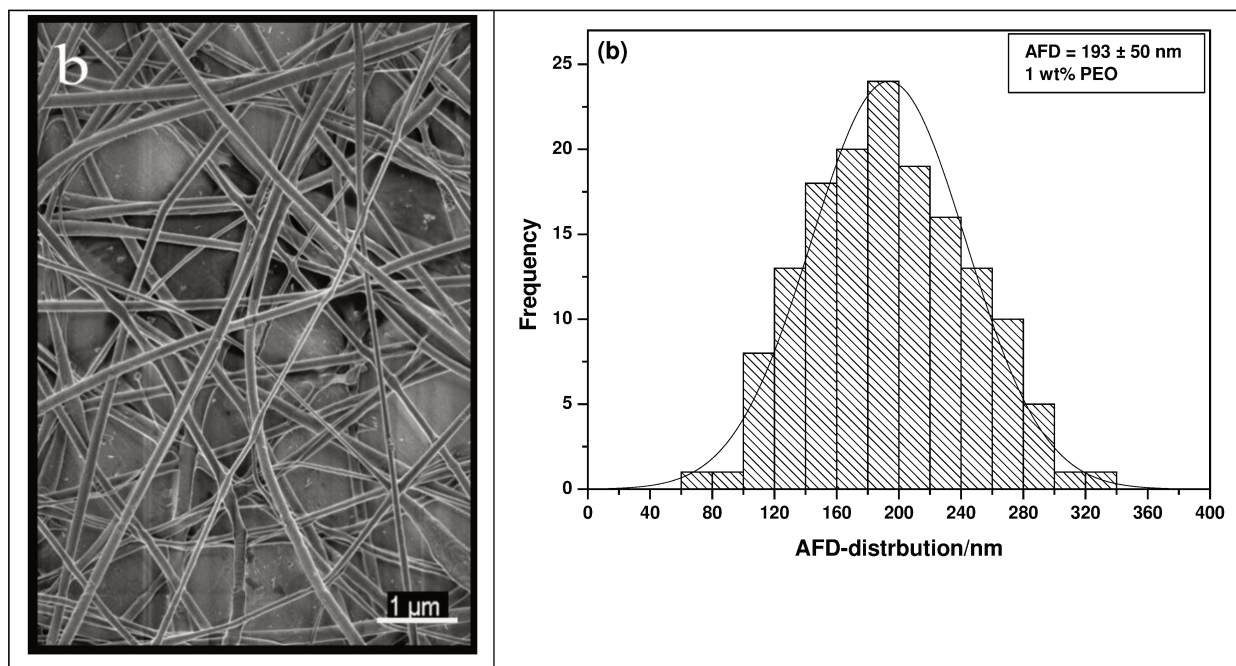 b
1 µm
(b)
AFD = 193 ± 50 nm
1 wt% PEO
Frequency
25
20
15
10
5
0
0 40 80 120 160 200 240 280 320 360 400
AFD-distrbution/nm